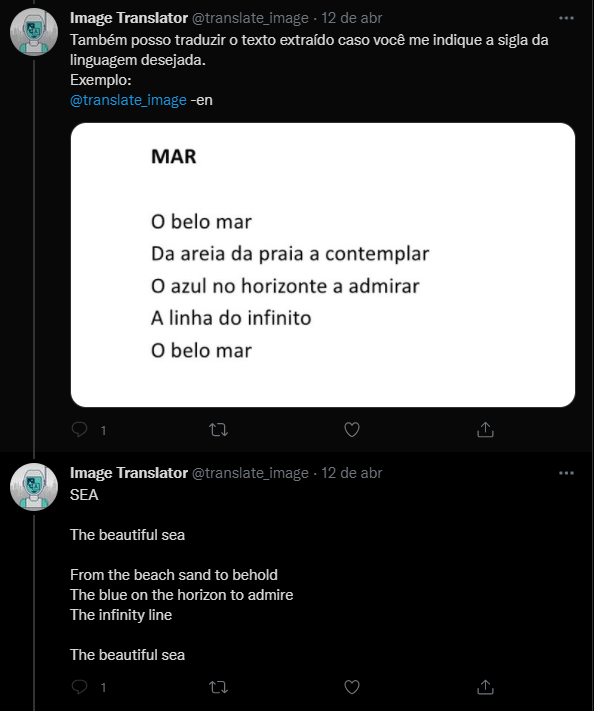 Image Translator @translate_image · 12 de abr
Também posso traduzir o texto extraído caso você me indique a sigla da
linguagem desejada.
Exemplo:
@translate_image -en
MAR
O belo mar
Da areia da praia a contemplar
O azul no horizonte a admirar
A linha do infinito
O belo mar
1
Image Translator @translate_image · 12 de abr
SEA
The beautiful sea
From the beach sand to behold
The blue on the horizon to admire
The infinity line
The beautiful sea
1